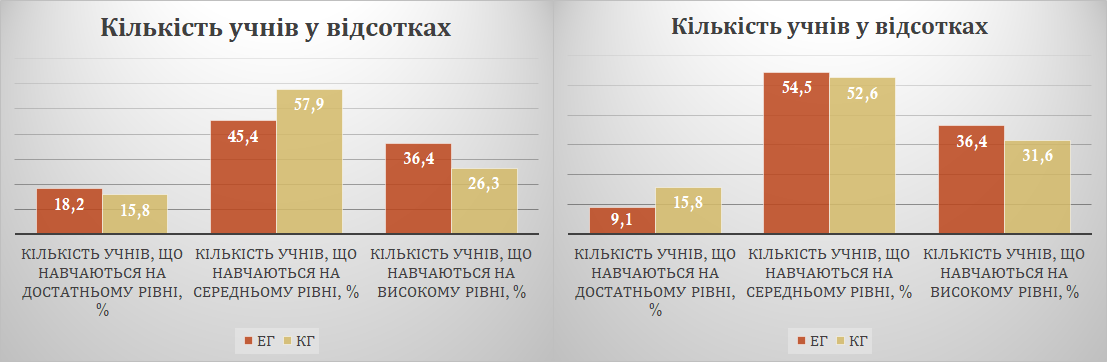 Кількість учнів у відсотках
57,9
45,4
36,4
26,3
18,2
15,8
КІЛЬКІСТЬ УЧНІВ, ЩО
НАВЧАЮТЬСЯ НА
ДОСТАТНЬОМУ РІВНІ,
%
КІЛЬКІСТЬ УЧНІВ, ЩО
НАВЧАЮТЬСЯ НА
СЕРЕДНЬОМУ РІВНІ, %
КІЛЬКІСТЬ УЧНІВ, ЩО
НАВЧАЮТЬСЯ НА
ВИСОКОМУ РІВНІ, %
ЕГ КГ
Кількість учнів у відсотках
54,5
52,6
36,4
31,6
15,8
9,1
КІЛЬКІСТЬ УЧНІВ, ЩО
НАВЧАЮТЬСЯ НА
ДОСТАТНЬОМУ РІВНІ,
%
КІЛЬКІСТЬ УЧНІВ, ЩО
НАВЧАЮТЬСЯ НА
СЕРЕДНЬОМУ РІВНІ, %
КІЛЬКІСТЬ УЧНІВ, ЩО
НАВЧАЮТЬСЯ НА
ВИСОКОМУ РІВНІ, %
ЕГ КГ